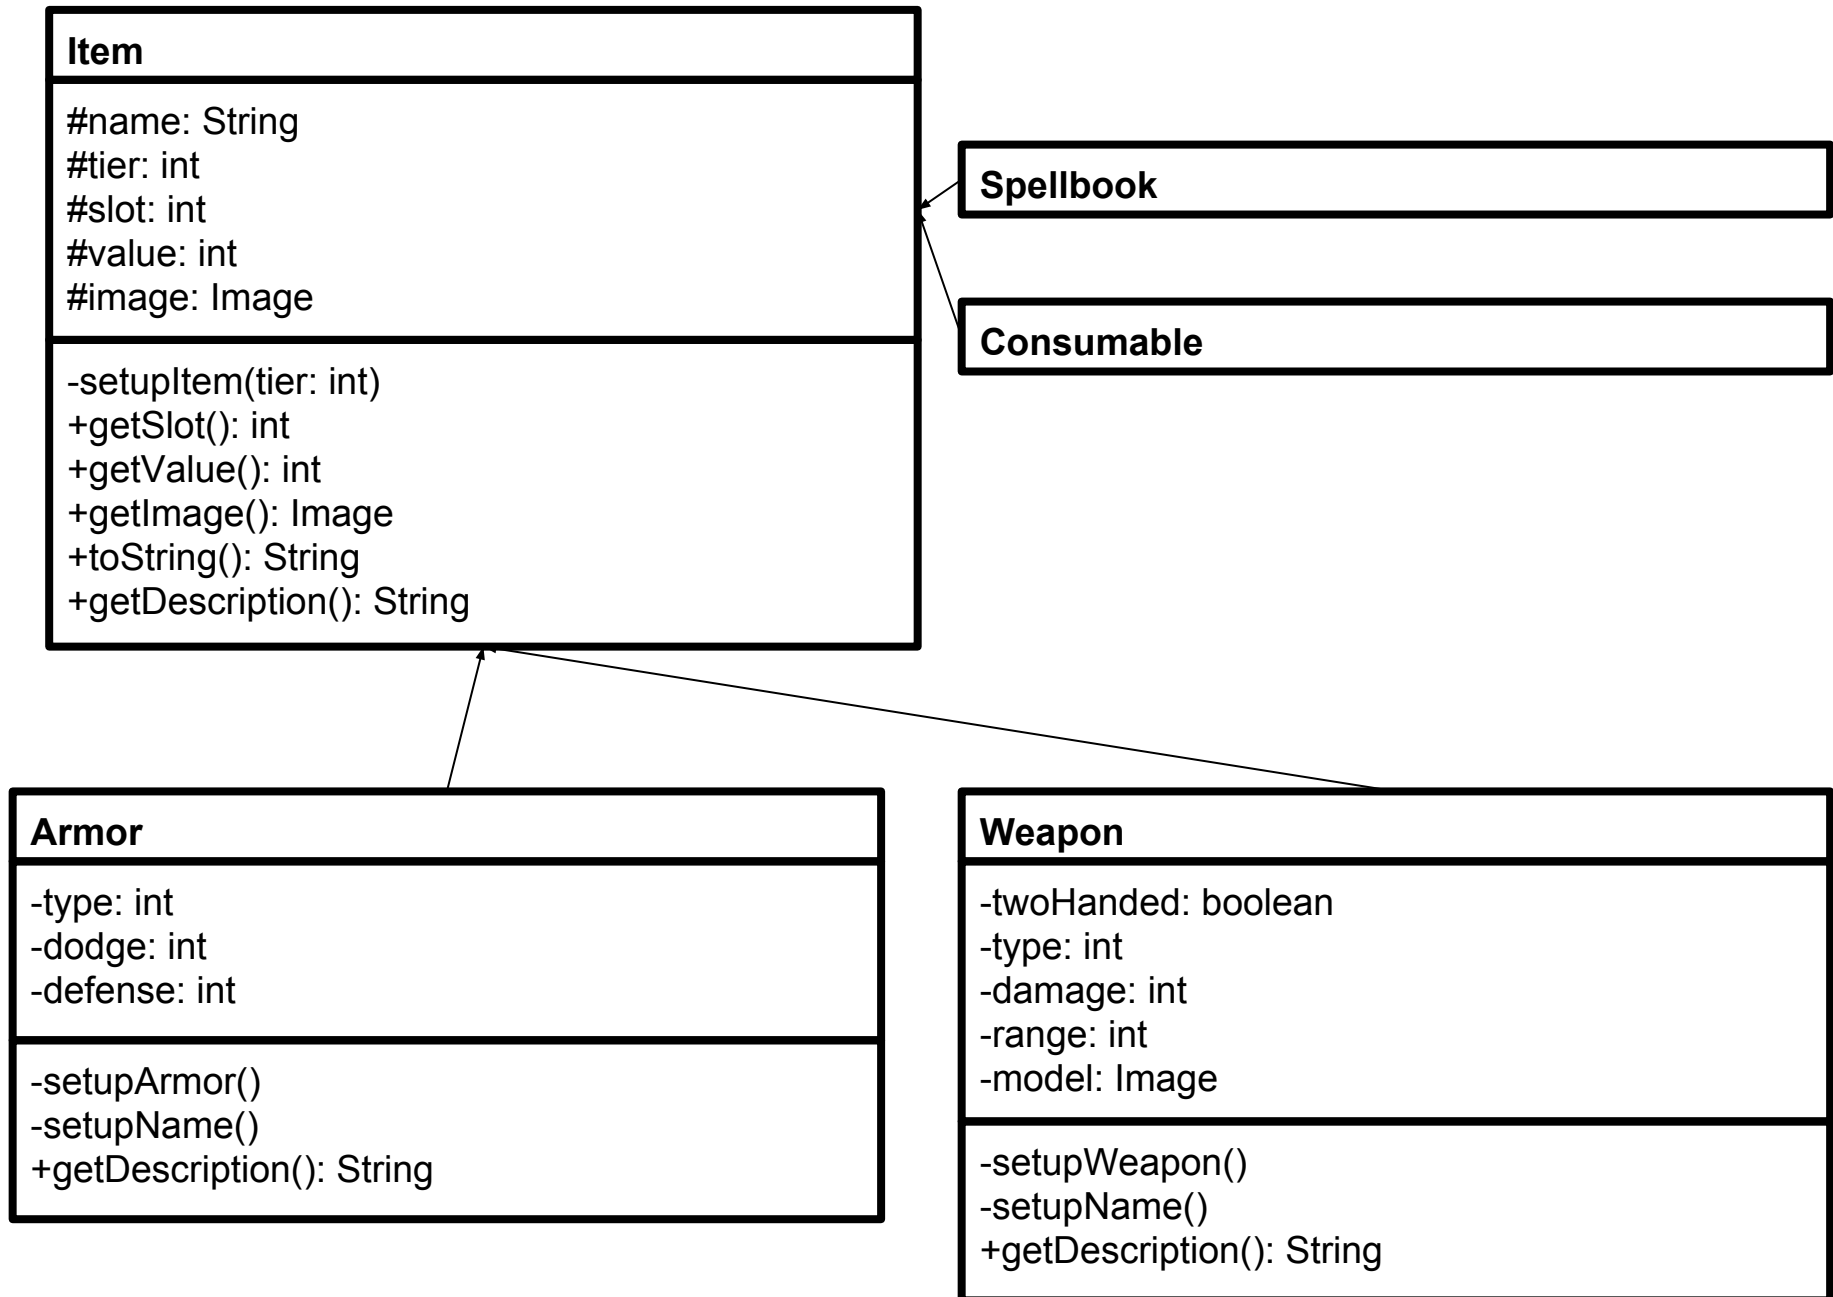 Item
#name: String
#tier: int
#slot: int
#value: int
#image: Image
-setupItem(tier: int)
+getSlot(): int
+getValue(): int
+getImage(): Image
+toString(): String
+getDescription(): String
Spellbook
Consumable
Armor
-type: int
-dodge: int
-defense: int
-setupArmor()
-setupName()
+getDescription(): String
Weapon
-twoHanded: boolean
-type: int
-damage: int
-range: int
-model: Image
-setupWeapon()
-setupName()
+getDescription(): String